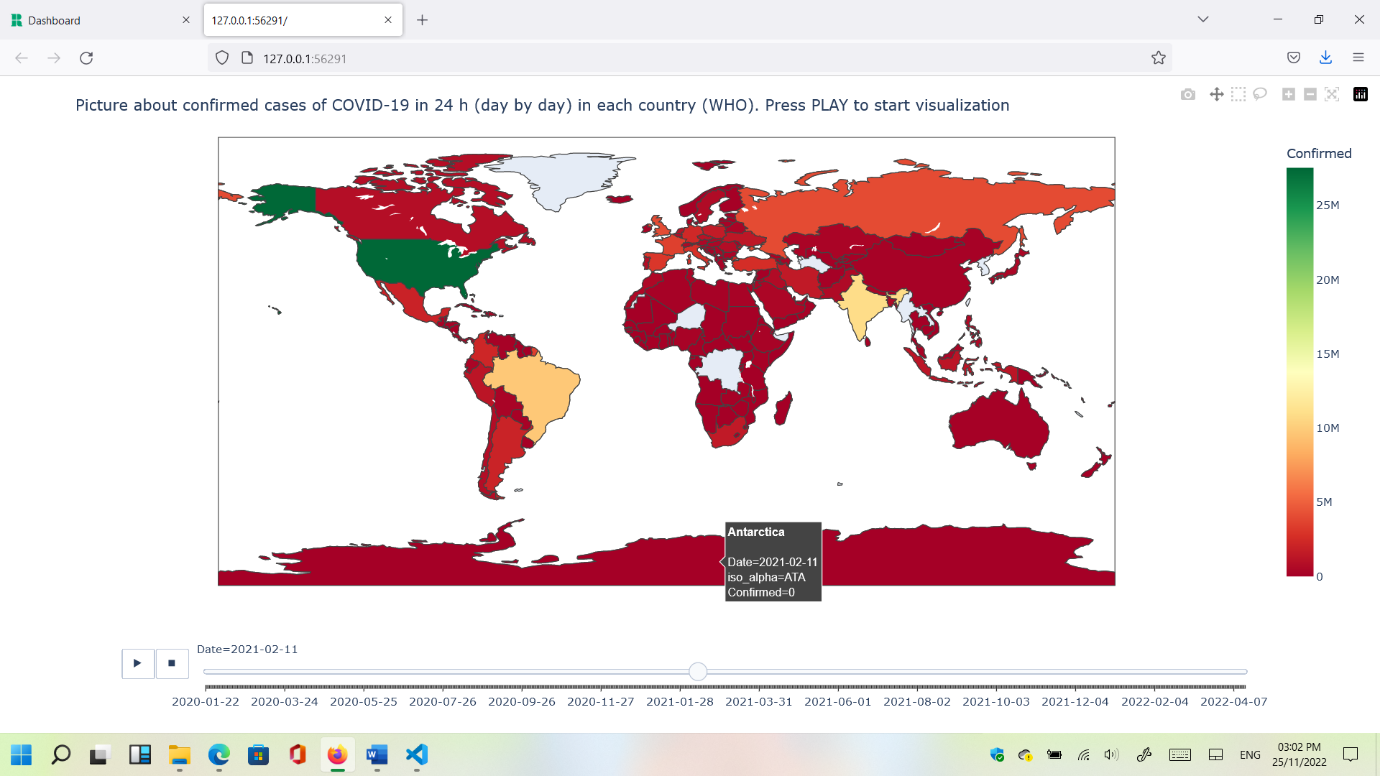 Dashboard
127.0.0.1:56291/
127.0.0.1:56291
Picture about confirmed cases of COVID-19 in 24 h (day by day) in each country (WHO). Press PLAY to start visualization
Confirmed
25M
20M
15M
10M
5M
0
Antarctica
Date=2021-02-11
iso_alpha=ATA
Confirmed=0
Date=2021-02-11
2020-01-22 2020-03-24 2020-05-25 2020-07-26 2020-09-26 2020-11-27 2021-01-28 2021-03-31 2021-06-01 2021-08-02 2021-10-03 2021-12-04 2022-02-04 2022-04-07
ENG
03:02 PM
25/11/2022